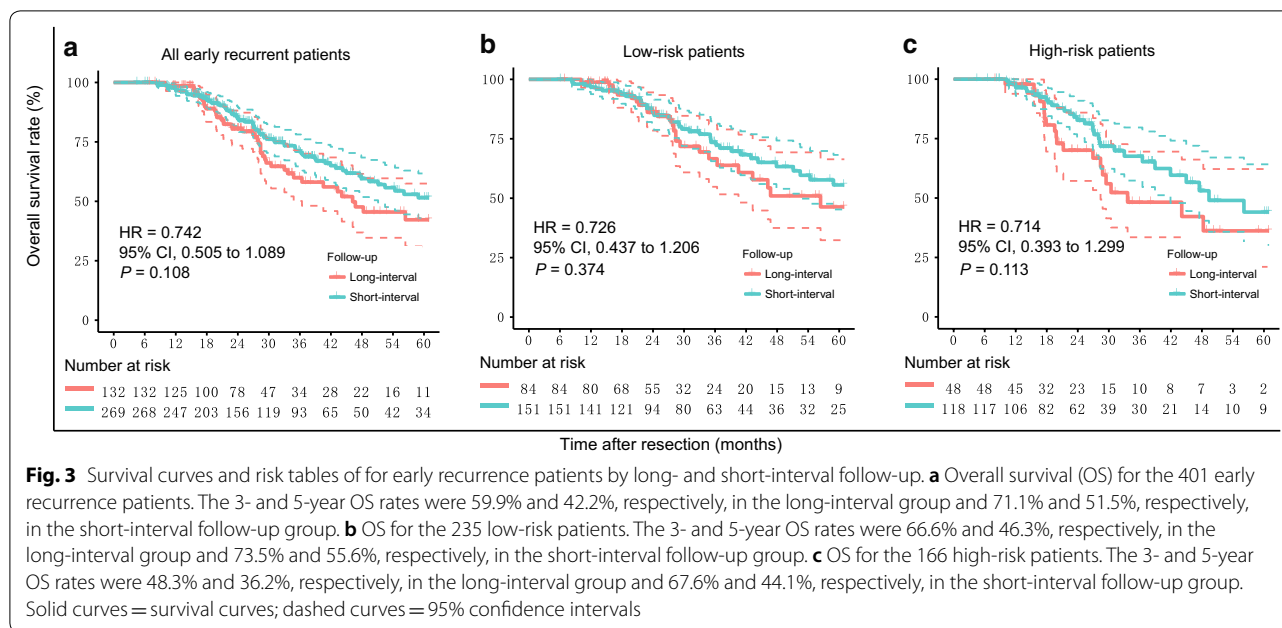 a
All early recurrent patients
b
Low-risk patients
c
High-risk patients
Overall survival rate (%)
100
75
50
25
0
HR = 0.742
95% CI, 0.505 to 1.089
P = 0.108
Follow-up
Long-interval
Short-interval
0 6 12 18 24 30 36 42 48 54 60
Number at risk
132 132 125 100 78 47 34 28 22 16 11
269 268 247 203 156 119 93 65 50 42 34
100
75
50
25
0
HR = 0.726
95% CI, 0.437 to 1.206
P = 0.374
Follow-up
Long-interval
Short-interval
0 6 12 18 24 30 36 42 48 54 60
Number at risk
84 84 80 68 55 32 24 20 15 13 9
151 151 141 121 94 80 63 44 36 32 25
100
75
50
25
0
HR = 0.714
95% CI, 0.393 to 1.299
P = 0.113
Follow-up
Long-interval
Short-interval
0 6 12 18 24 30 36 42 48 54 60
Number at risk
48 48 45 32 23 15 10 8 7 3 2
118 117 106 82 62 39 30 21 14 10 9
Time after resection (months)
Fig. 3 Survival curves and risk tables of for early recurrence patients by long- and short-interval follow-up. a Overall survival (OS) for the 401 early
recurrence patients. The 3- and 5-year OS rates were 59.9% and 42.2%, respectively, in the long-interval group and 71.1% and 51.5%, respectively,
in the short-interval follow-up group. b OS for the 235 low-risk patients. The 3- and 5-year OS rates were 66.6% and 46.3%, respectively, in the
long-interval group and 73.5% and 55.6%, respectively, in the short-interval follow-up group. c OS for the 166 high-risk patients. The 3- and 5-year
OS rates were 48.3% and 36.2%, respectively, in the long-interval group and 67.6% and 44.1%, respectively, in the short-interval follow-up group.
Solid curves = survival curves; dashed curves = 95% confidence intervals